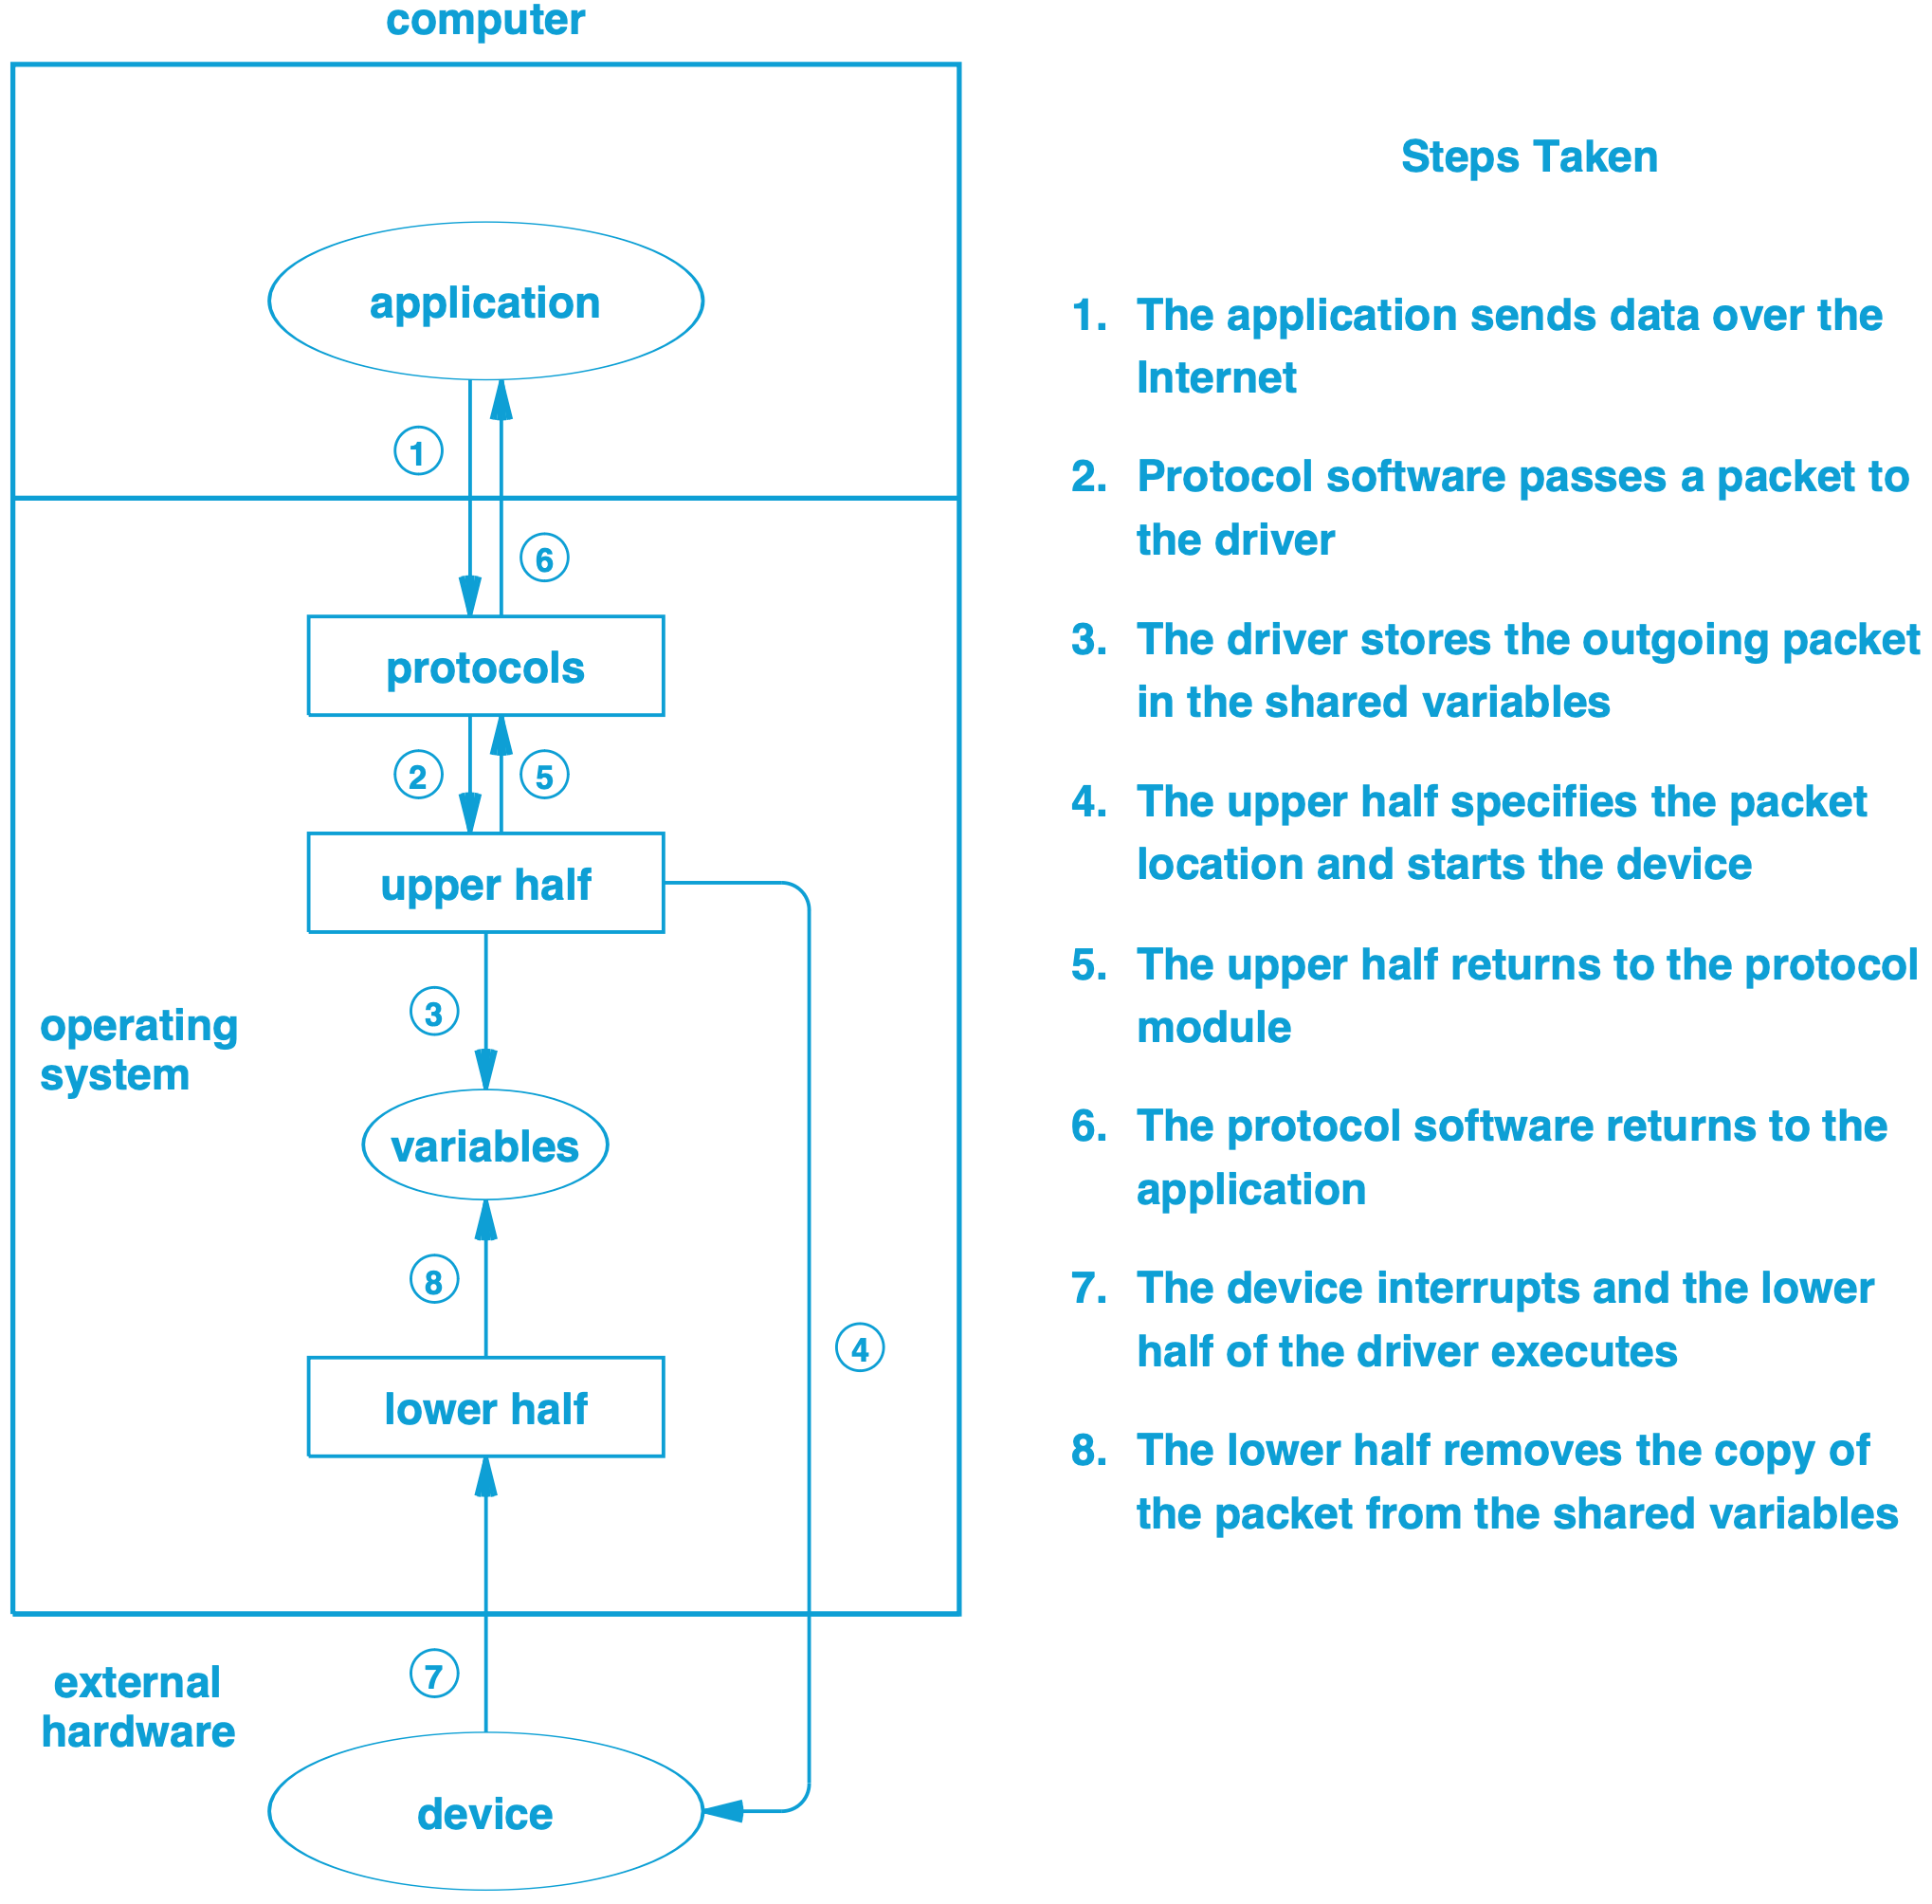 computer
application
1
6
protocols
2
5
upper half
3
operating
system
variables
8
4
lower half
7
external
hardware
device
Steps Taken
1. The application sends data over the
Internet
2. Protocol software passes a packet to
the driver
3. The driver stores the outgoing packet
in the shared variables
4. The upper half specifies the packet
location and starts the device
5. The upper half returns to the protocol
module
6. The protocol software returns to the
application
7. The device interrupts and the lower
half of the driver executes
8. The lower half removes the copy of
the packet from the shared variables